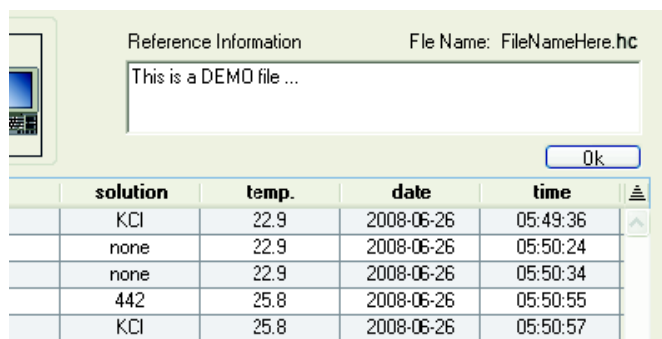 Reference Information Fle Name: FileNameHere.hc
This is a DEMO file ...
Ok
solution temp. date time
KCl 22.9 2008-06-26 05:49:36
none 22.9 2008-06-26 05:50:24
none 22.9 2008-06-26 05:50:34
442 25.8 2008-06-26 05:50:55
KCl 25.8 2008-06-26 05:50:57